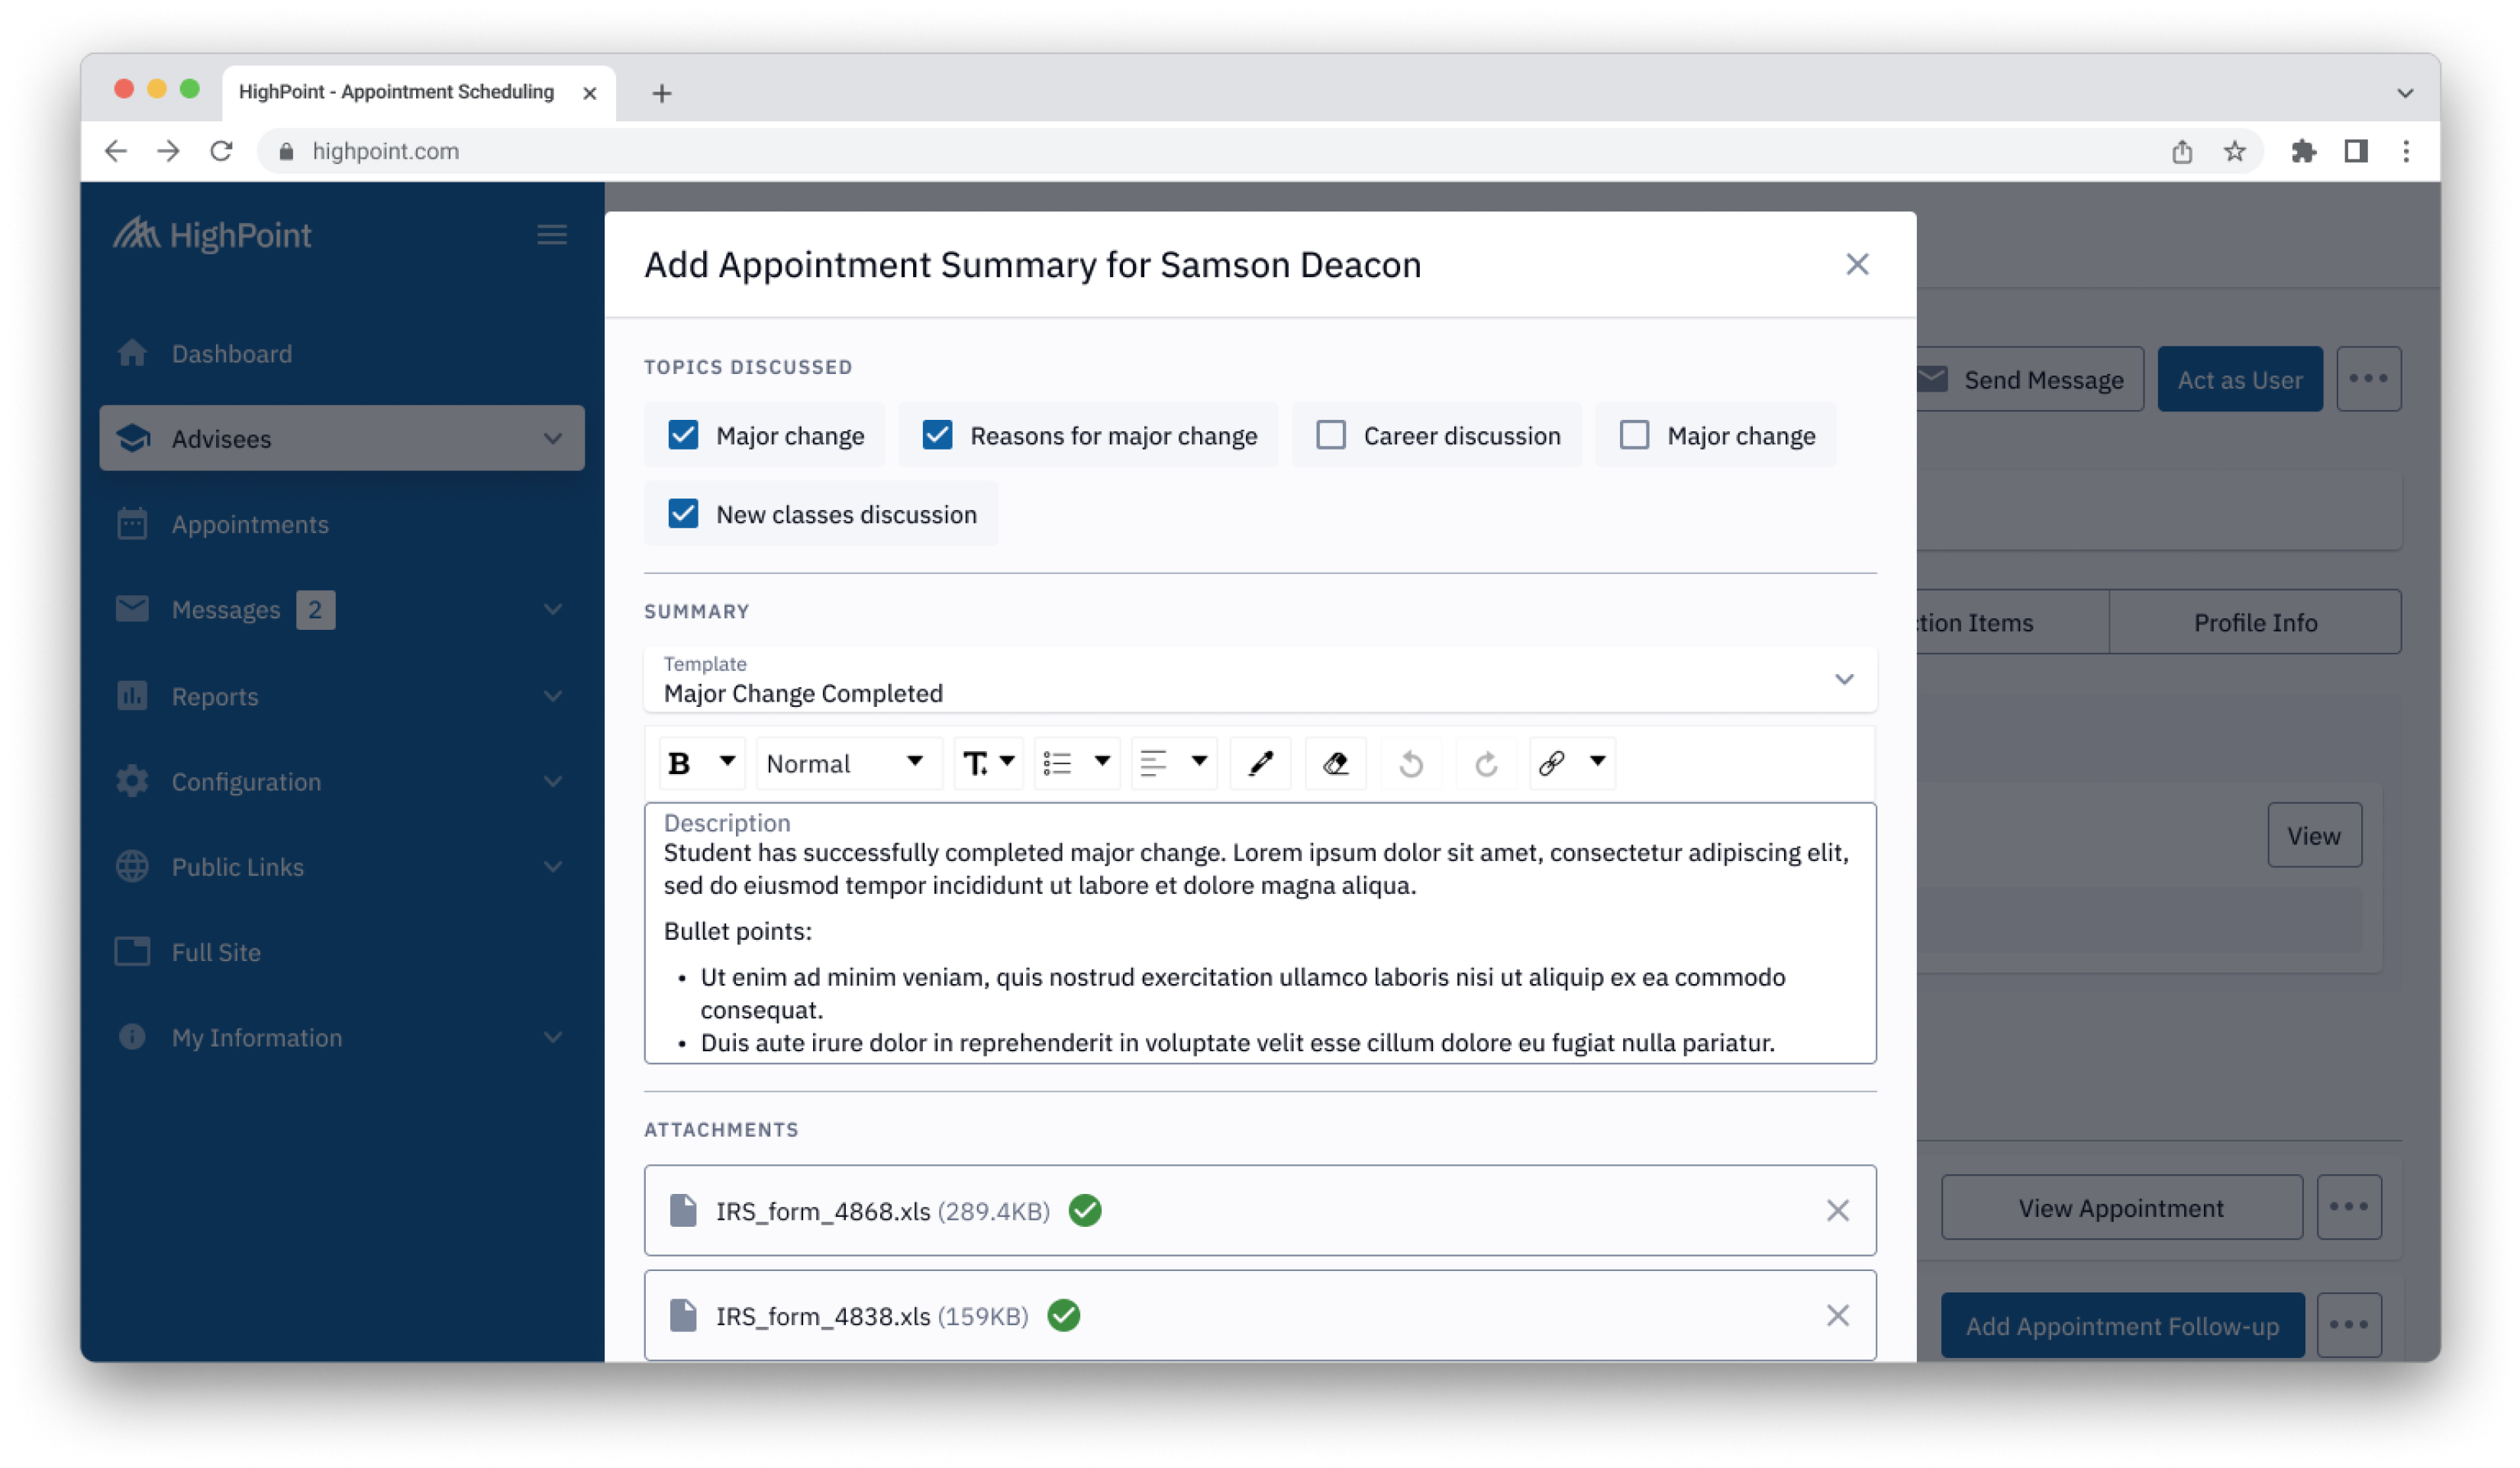 HighPoint - Appointment Scheduling
highpoint.com
HighPoint
Dashboard
Advisees
Appointments
Messages 2
Reports
Configuration
Public Links
Full Site
My Information
Add Appointment Summary for Samson Deacon
TOPICS DISCUSSED
Major change
Reasons for major change
Career discussion
Major change
New classes discussion
SUMMARY
Template
Major Change Completed
B
Normal
T
Description
Student has successfully completed major change. Lorem ipsum dolor sit amet, consectetur adipiscing elit,
sed do eiusmod tempor incididunt ut labore et dolore magna aliqua.
Bullet points:
• Ut enim ad minim veniam, quis nostrud exercitation ullamco laboris nisi ut aliquip ex ea commodo
consequat.
• Duis aute irure dolor in reprehenderit in voluptate velit esse cillum dolore eu fugiat nulla pariatur.
ATTACHMENTS
IRS_form_4868.xls (289.4KB)
IRS_form_4838.xls (159KB)
Send Message
Act as User
tion Items
Profile Info
View
View Appointment
Add Appointment Follow-up